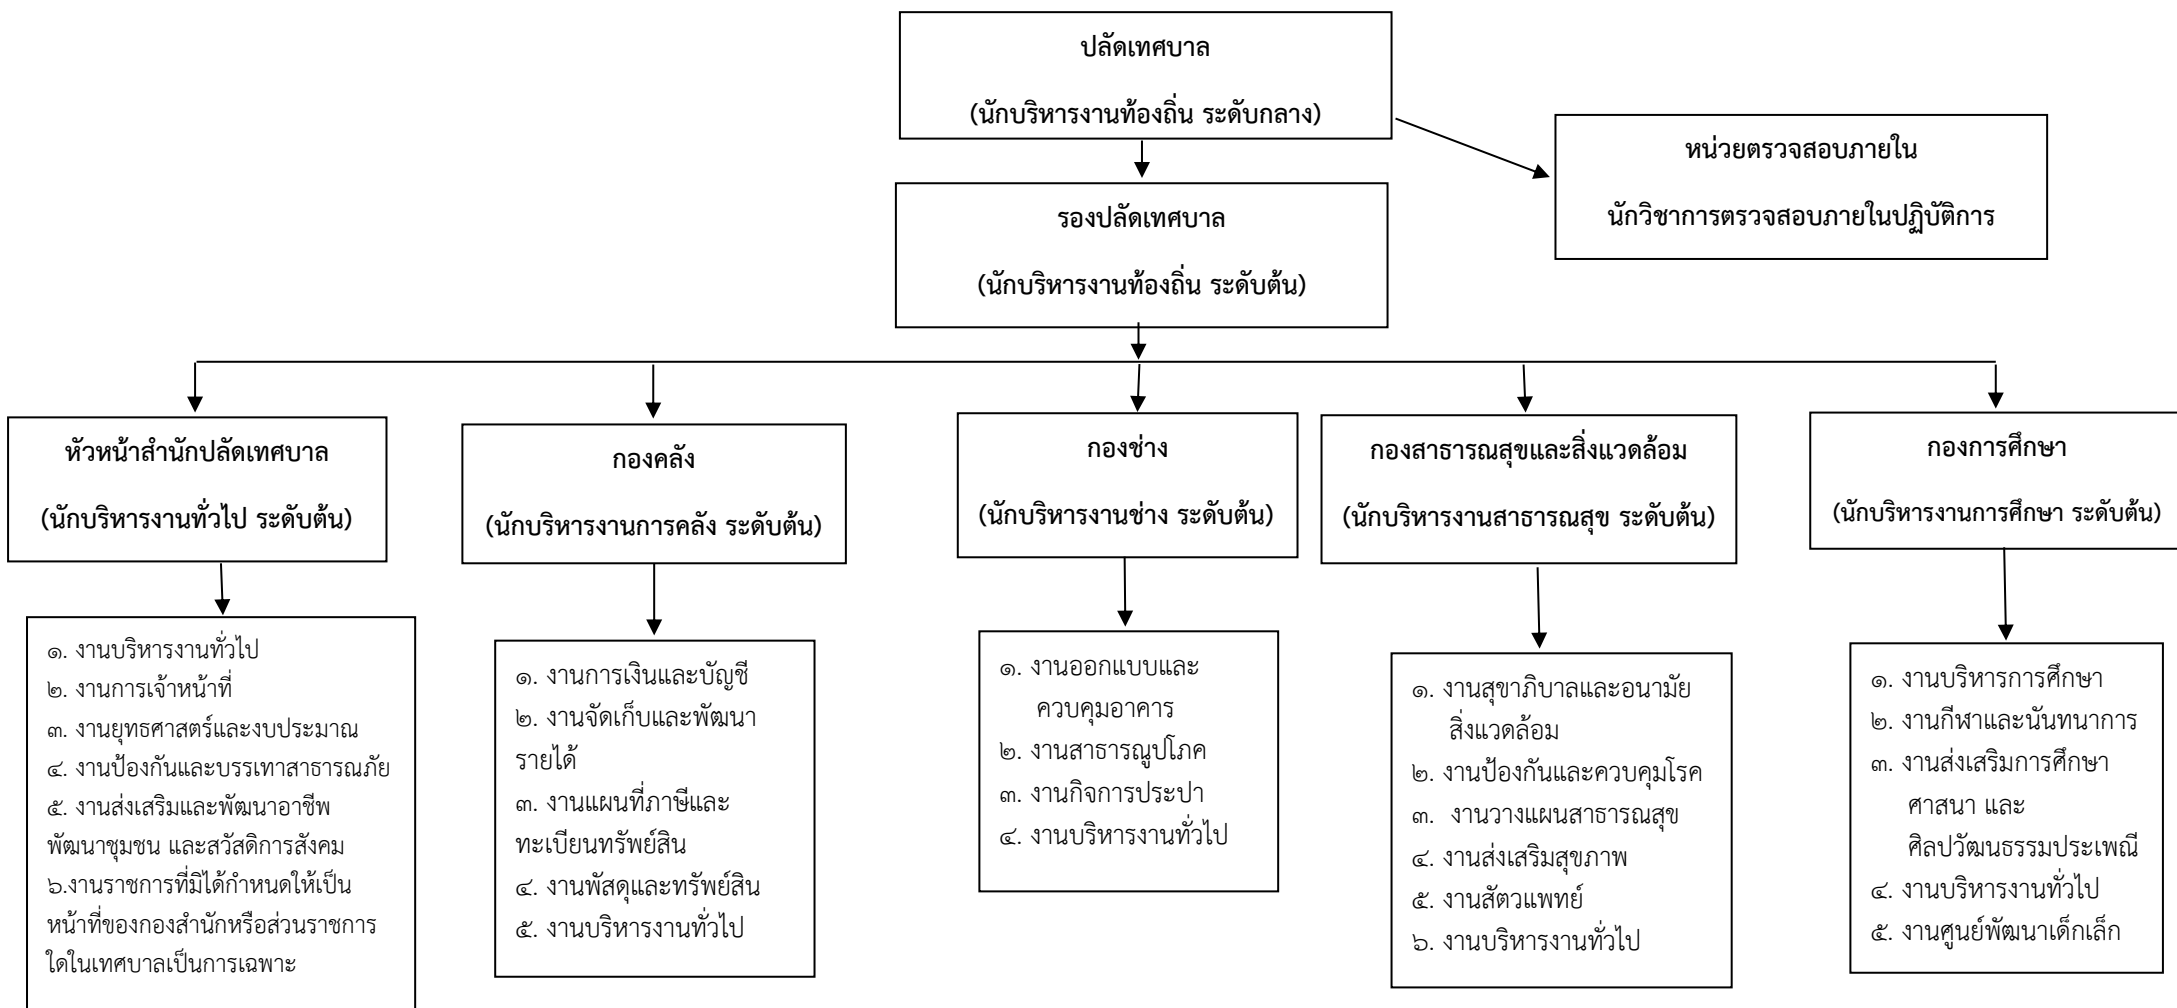 ปลัดเทศบาล
(นักบริหารงานท้องถิ่น ระดับกลาง)
หน่วยตรวจสอบภายใน
นักวิชาการตรวจสอบภายในปฏิบัติการ
รองปลัดเทศบาล
(นักบริหารงานท้องถิ่น ระดับต้น)
หัวหน้าสำนักปลัดเทศบาล
(นักบริหารงานทั่วไป ระดับต้น)
กองคลัง
(นักบริหารงานการคลัง ระดับต้น)
กองช่าง
(นักบริหารงานช่าง ระดับต้น)
กองสาธารณสุขและสิ่งแวดล้อม
(นักบริหารงานสาธารณสุข ระดับต้น)
กองการศึกษา
(นักบริหารงานการศึกษา ระดับต้น)
๑. งานบริหารงานทั่วไป
๒. งานการเจ้าหน้าที่
๓. งานยุทธศาสตร์และงบประมาณ
๔. งานป้องกันและบรรเทาสาธารณภัย
๕. งานส่งเสริมและพัฒนาอาชีพ
พัฒนาชุมชน และสวัสดิการสังคม
๖.งานราชการที่มิได้กำหนดให้เป็น
หน้าที่ของกองสำนักหรือส่วนราชการ
ใดในเทศบาลเป็นการเฉพาะ
๑. งานการเงินและบัญชี
๒. งานจัดเก็บและพัฒนา
รายได้
๓. งานแผนที่ภาษีและ
ทะเบียนทรัพย์สิน
๔. งานพัสดุและทรัพย์สิน
๕. งานบริหารงานทั่วไป
๑. งานออกแบบและ
ควบคุมอาคาร
๒. งานสาธารณูปโภค
๓. งานกิจการประปา
๔. งานบริหารงานทั่วไป
๑. งานสุขาภิบาลและอนามัย
สิ่งแวดล้อม
๒. งานป้องกันและควบคุมโรค
๓. งานวางแผนสาธารณสุข
๔. งานส่งเสริมสุขภาพ
๕. งานสัตวแพทย์
๖. งานบริหารงานทั่วไป
๑. งานบริหารการศึกษา
๒. งานกีฬาและนันทนาการ
๓. งานส่งเสริมการศึกษา
ศาสนา และ
ศิลปวัฒนธรรมประเพณี
๔. งานบริหารงานทั่วไป
๕. งานศูนย์พัฒนาเด็กเล็ก